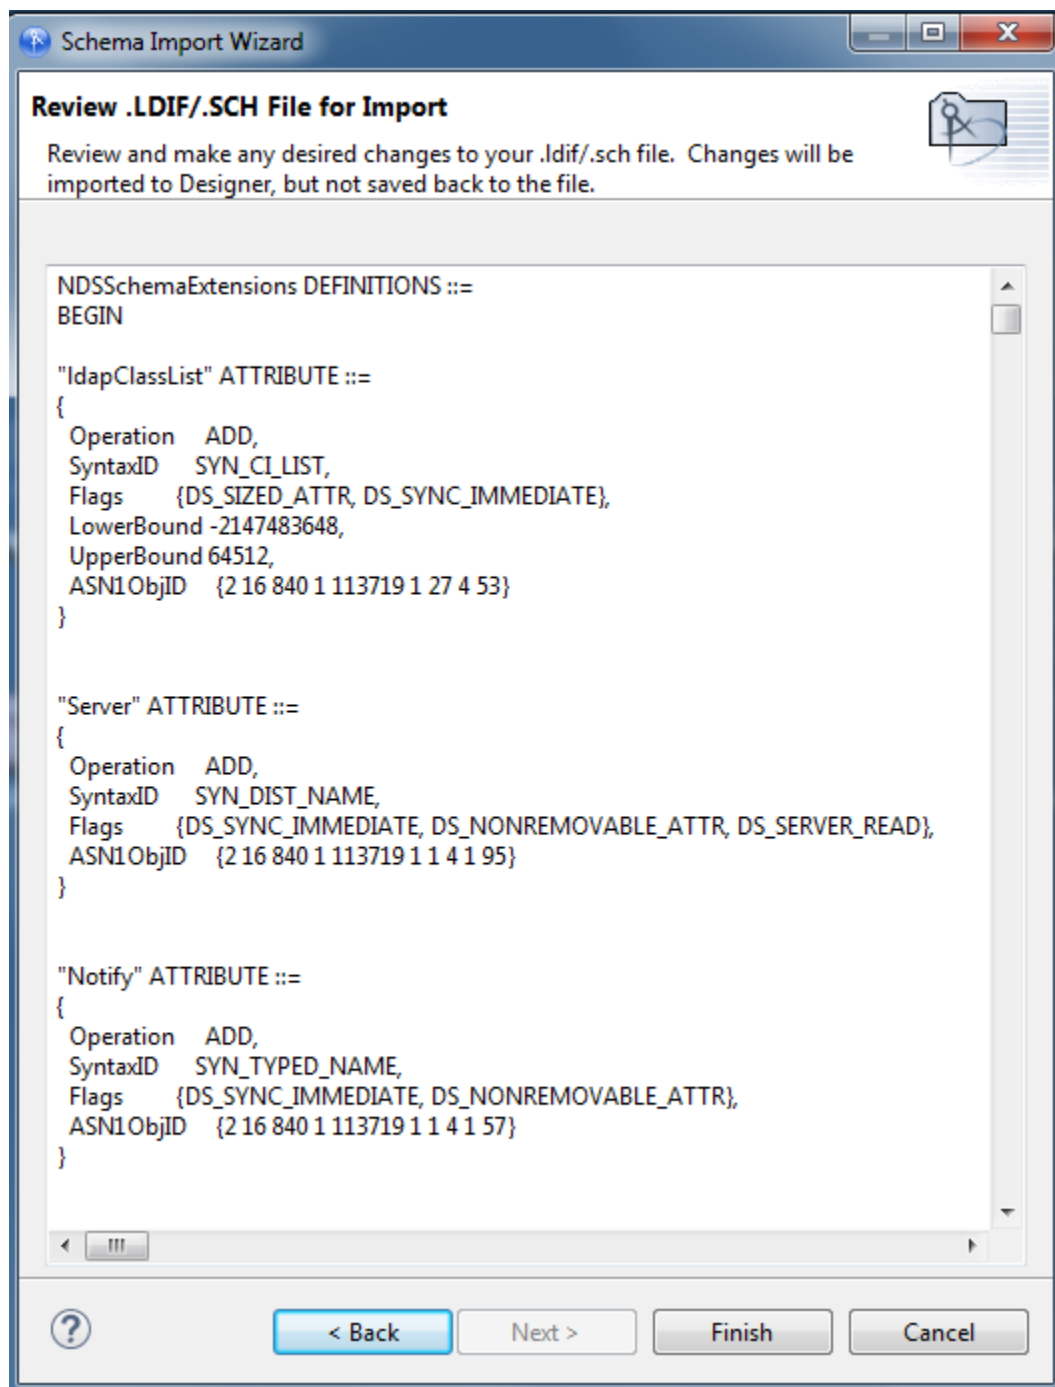 Schema Import Wizard
Review .LDIF/.SCH File for Import
Review and make any desired changes to your .ldif/.sch file.  Changes will be
imported to Designer, but not saved back to the file.
NDSSchemaExtensions DEFINITIONS ::=
BEGIN
"ldapClassList" ATTRIBUTE ::=
{
Operation    ADD,
SyntaxID     SYN_CI_LIST,
Flags        {DS_SIZED_ATTR, DS_SYNC_IMMEDIATE},
LowerBound -2147483648,
UpperBound 64512,
ASN1ObjID    {2 16 840 1 113719 1 27 4 53}
}
"Server" ATTRIBUTE ::=
{
Operation    ADD,
SyntaxID     SYN_DIST_NAME,
Flags        {DS_SYNC_IMMEDIATE, DS_NONREMOVABLE_ATTR, DS_SERVER_READ},
ASN1ObjID    {2 16 840 1 113719 1 1 4 1 95}
}
"Notify" ATTRIBUTE ::=
{
Operation    ADD,
SyntaxID     SYN_TYPED_NAME,
Flags        {DS_SYNC_IMMEDIATE, DS_NONREMOVABLE_ATTR},
ASN1ObjID    {2 16 840 1 113719 1 1 4 1 57}
}
< Back
Next >
Finish
Cancel